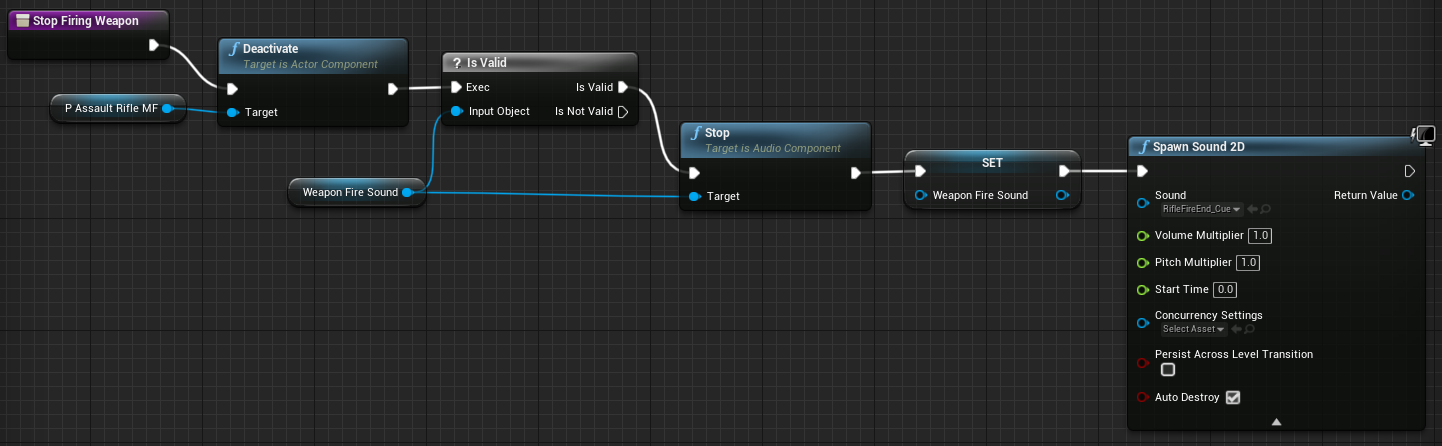 Stop Firing Weapon
f Deactivate
Target is Actor Component
P Assault Rifle MF
Target
? Is Valid
Exec
Is Valid
Input Object
Is Not Valid
Weapon Fire Sound
f Stop
Target is Audio Component
Target
SET
Weapon Fire Sound
f Spawn Sound 2D
Sound
RifleFireEnd_Cue
Return Value
Volume Multiplier 1.0
Pitch Multiplier 1.0
Start Time 0.0
Concurrency Settings
Select Asset
Persist Across Level Transition
Auto Destroy